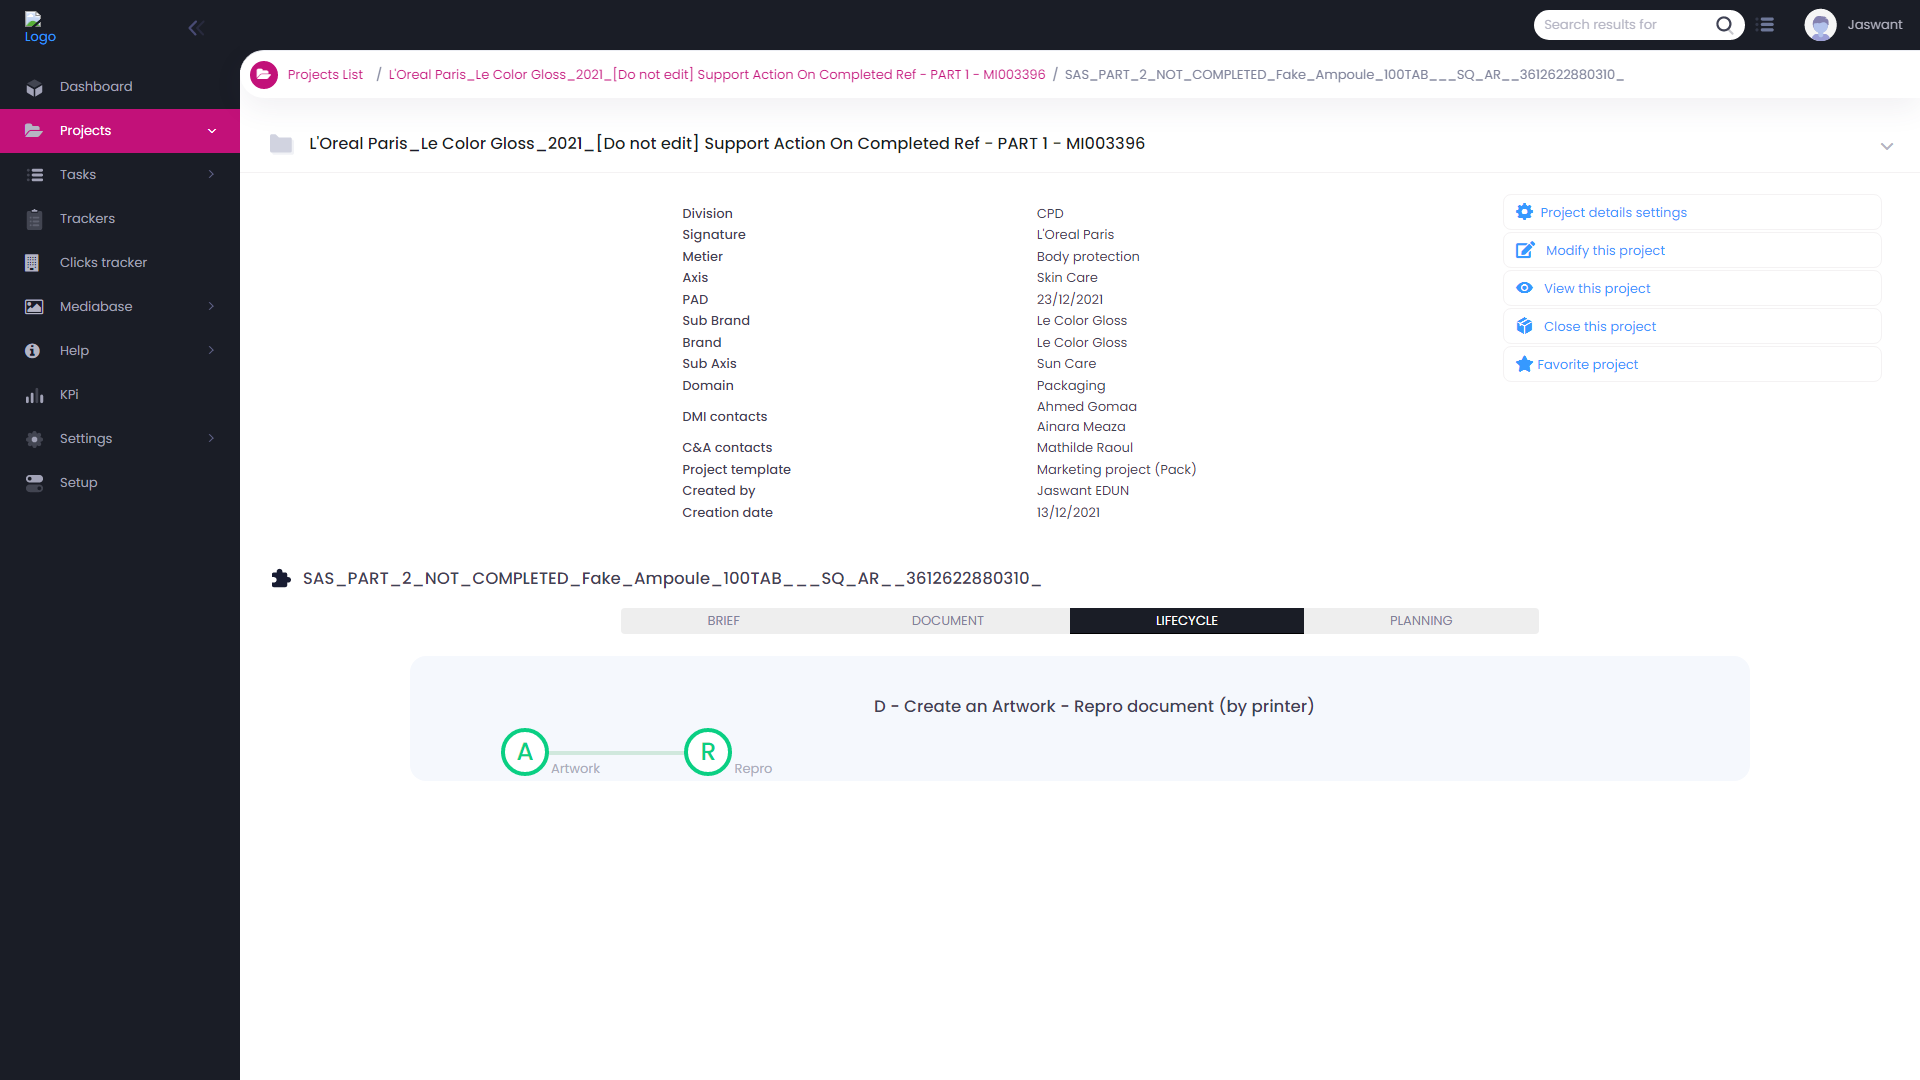 Logo
Search results for
Jaswant
Dashboard
Projects
Tasks
Trackers
Clicks tracker
Mediabase
Help
KPi
Settings
Setup
Projects List / L'Oreal Paris_Le Color Gloss_2021_[Do not edit] Support Action On Completed Ref - PART 1 - MI003396 / SAS_PART_2_NOT_COMPLETED_Fake_Ampoule_100TAB___SQ_AR__3612622880310_
L'Oreal Paris_Le Color Gloss_2021_[Do not edit] Support Action On Completed Ref - PART 1 - MI003396
Division CPD
Signature L'Oreal Paris
Metier Body protection
Axis Skin Care
PAD 23/12/2021
Sub Brand Le Color Gloss
Brand Le Color Gloss
Sub Axis Sun Care
Domain Packaging
DMI contacts Ahmed Gomaa
Ainara Meaza
C&A contacts Mathilde Raoul
Project template Marketing project (Pack)
Created by Jaswant EDUN
Creation date 13/12/2021
Project details settings
Modify this project
View this project
Close this project
Favorite project
SAS_PART_2_NOT_COMPLETED_Fake_Ampoule_100TAB___SQ_AR__3612622880310_
BRIEF DOCUMENT LIFECYCLE PLANNING
D - Create an Artwork - Repro document (by printer)
A Artwork R Repro